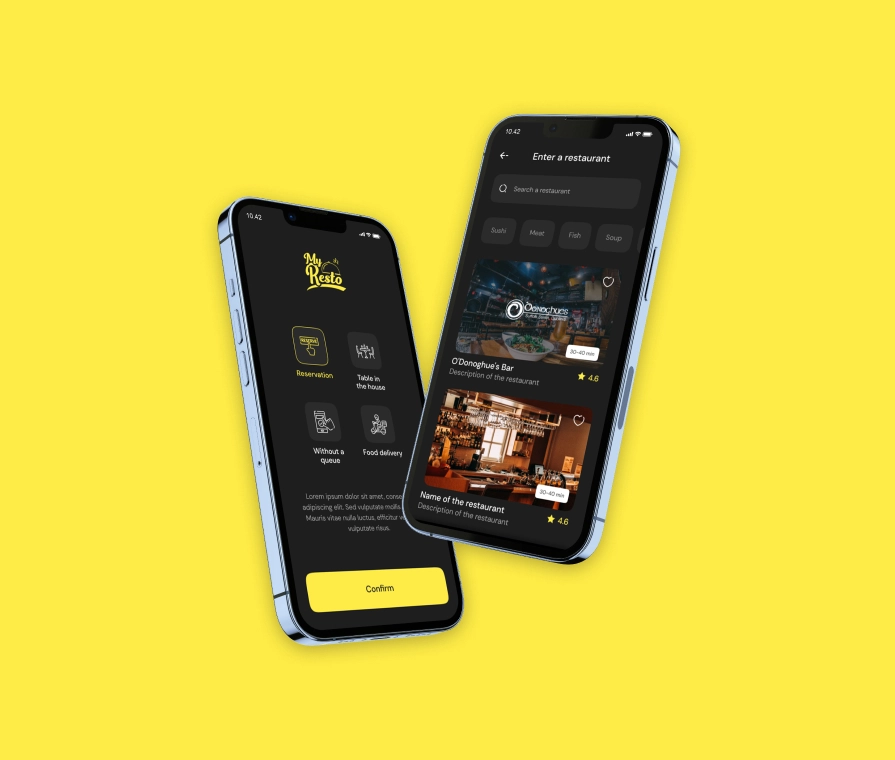 10.42
My
Resto
RESERVE
Reservation
Table in
the house
Without a
queue
Food delivery
Lorem ipsum dolor sit amet, conse
adipiscing elit. Sed vulputate mollis
Mauris vitae nulla luctus, efficitur
vulputate risus.
Confirm
10.42
Enter a restaurant
Search a restaurant
Sushi
Meat
Fish
Soup
O'DONOGHUE'S
30-40 min
O'Donoghue's Bar
4.6
Description of the restaurant
30-40 min
Name of the restaurant
4.6
Description of the restaurant